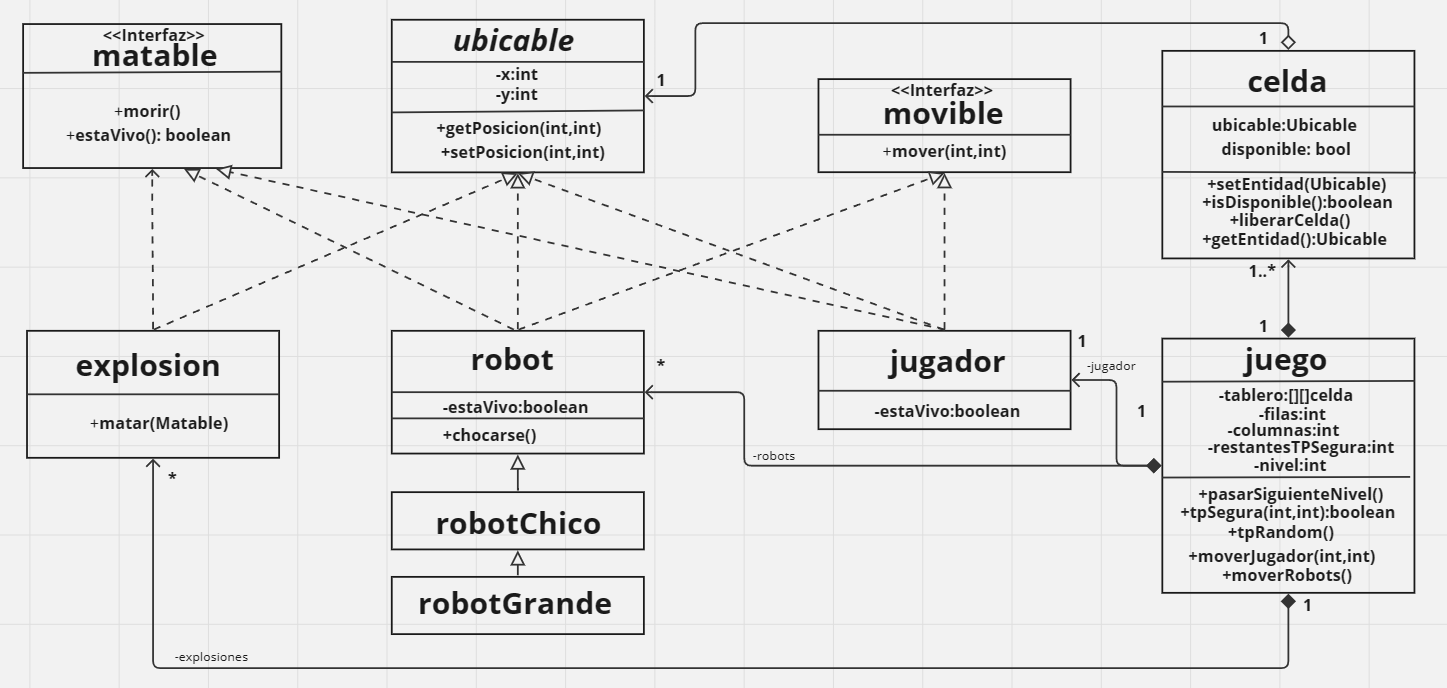 <<Interfaz>>
matable
+morir()
+estaVivo(): boolean
ubicable
-x:int
-y:int
+getPosicion(int,int)
+setPosicion(int,int)
1
<<Interfaz>>
movible
+mover(int,int)
1
celda
ubicable:Ubicable
disponible: bool
+setEntidad(Ubicable)
+isDisponible():boolean
+liberarCelda()
+getEntidad():Ubicable
1..*
1
explosion
+matar(Matable)
*
robot
-estaVivo:boolean
+chocarse()
*
jugador
-estaVivo:boolean
1
-jugador
1
juego
-tablero:[][]celda
-filas:int
-columnas:int
-restantesTPSegura:int
-nivel:int
+pasarSiguienteNivel()
+tpSegura(int,int):boolean
+tpRandom()
+moverJugador(int,int)
+moverRobots()
-robots
robotChico
robotGrande
1
-explosiones